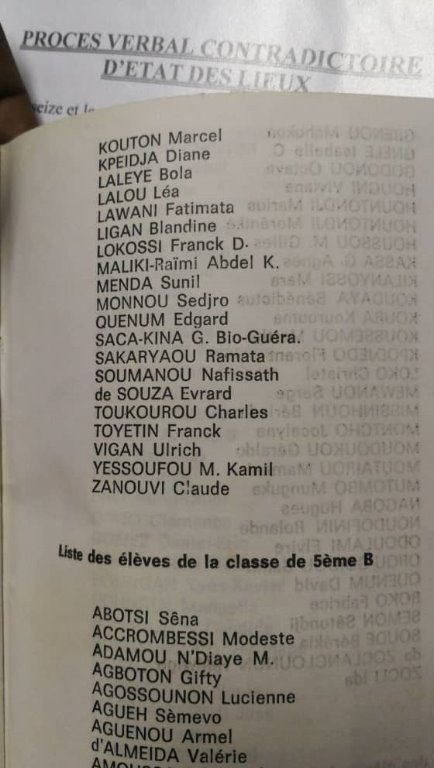 PROCES VERBAL CONTRADICTOIRE
D'ETAT DES LIEUX
seize et le
KOUTON Marcel
KPEIDJA Diane
LALEYE Bola
LALOU Léa
LAWANI Fatimata
LIGAN Blandine
LOKOSSI Franck D.
MALIKI-Raïmi Abdel K.
MENDA Sunil
MONNOU Sedjro
QUENUM Edgard
SACA-KINA G. Bio-Guéra.
SAKARYAOU Ramata
SOUMANOU Nafissath
de SOUZA Evrard
TOUKOUROU Charles
TOYETIN Franck
VIGAN Ulrich
YESSOUFOU M. Kamil
ZANOUVI Claude
Liste des élèves de la classe de 5ème B
ABOTSI Sêna
ACCROMBESSI Modeste
ADAMOU N'Diaye M.
AGBOTON Gifty
AGOSSOUNON Lucienne
AGUEH Sèmevo
AGUENOU Armel
d'ALMEIDA Valérie